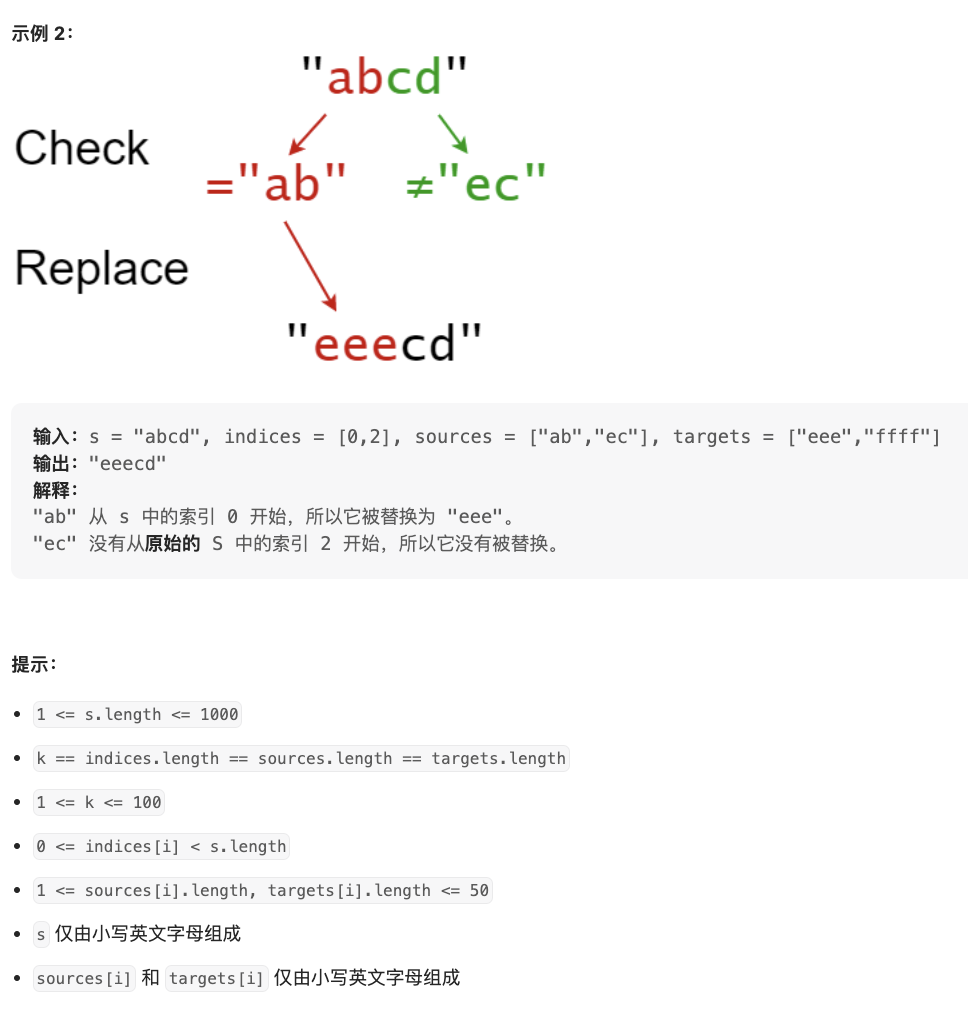 示例 2：
"abcd"
Check
="ab" ≠"ec"
Replace
"eeecd"
输入：s = "abcd", indices = [0,2], sources = ["ab","ec"], targets = ["eee","ffff"]
输出："eeecd"
解释：
"ab" 从 s 中的索引 0 开始，所以它被替换为 "eee"。
"ec" 没有从原始的 S 中的索引 2 开始，所以它没有被替换。
提示：
• 1 <= s.length <= 1000
• k == indices.length == sources.length == targets.length
• 1 <= k <= 100
• 0 <= indices[i] < s.length
• 1 <= sources[i].length, targets[i].length <= 50
• s 仅由小写英文字母组成
• sources[i] 和 targets[i] 仅由小写英文字母组成